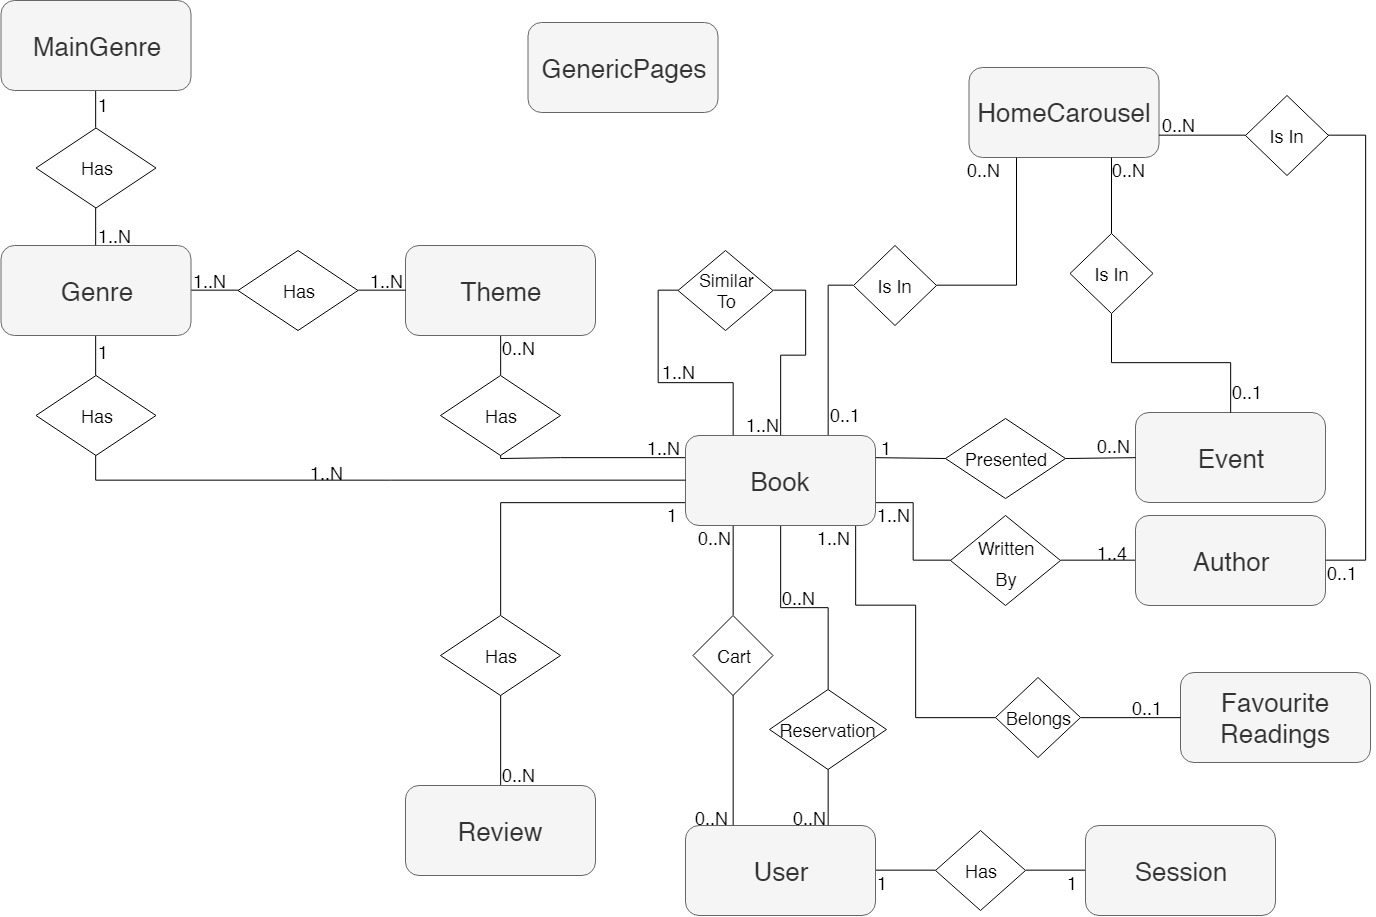 MainGenre
GenericPages
HomeCarousel
1
Has
1..N
0..N
Is In
0..N
0..N
Genre
1..N
Has
1..N
Theme
Similar
To
Is In
Is In
1
0..N
1..N
0..1
0..1
Has
Has
1..N
1..N
1..N
Book
1
Presented
0..N
Event
1
0..N
1..N
1..N
Written
By
1..4
Author
0..1
0..N
Has
Cart
Reservation
Belongs
0..1
Favourite
Readings
0..N
Review
0..N
0..N
User
1
Has
1
Session